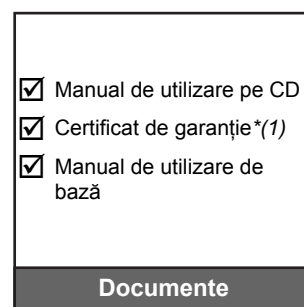 Manual de utilizare pe CD
Certificat de garanție*(1)
Manual de utilizare de
bază
Documente